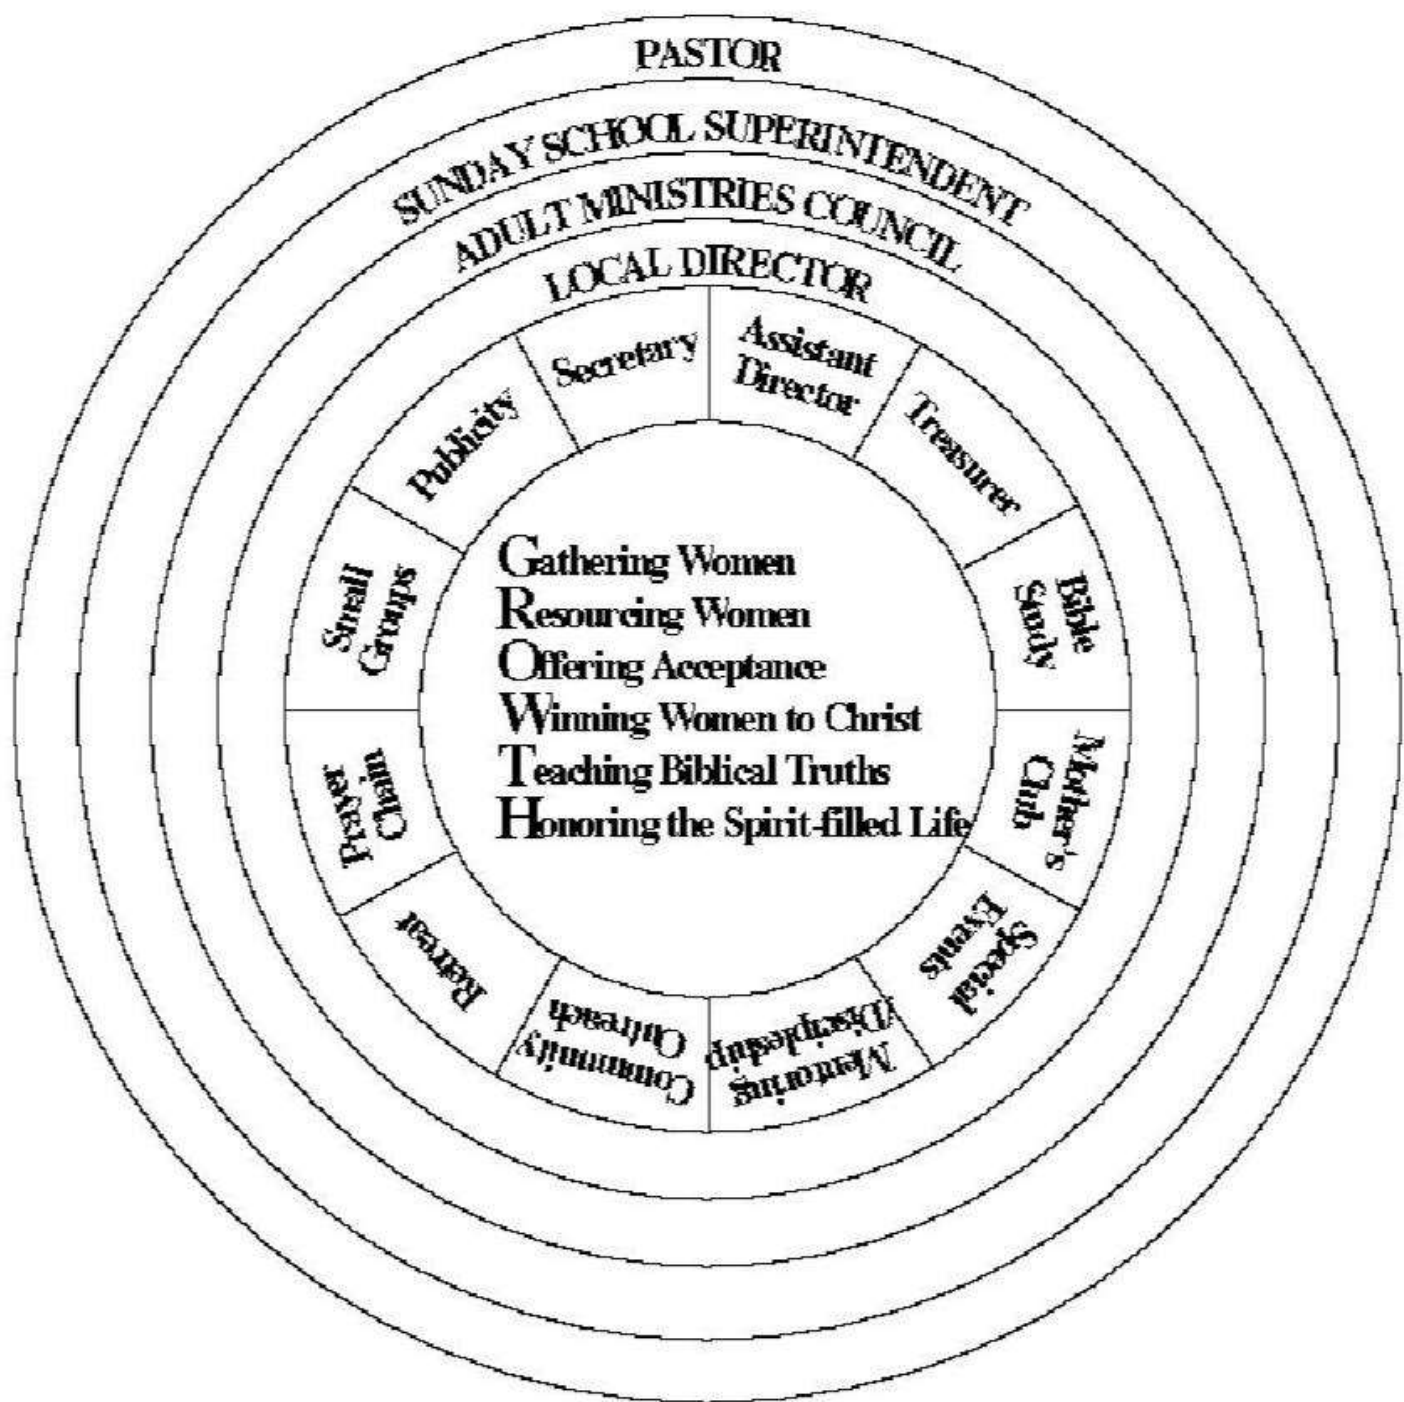 PASTOR
SUNDAY SCHOOL SUPERINTENDENT
ADULT MINISTRIES COUNCIL
LOCAL DIRECTOR
Secretary
Assistant
Director
Treasurer
Bible
Study
Mother's
Club
Special
Events
Mentoring
/Discipleship
Community
Outreach
Retreat
Prayer
Chain
Small
Groups
Publicity
Gathering Women
Resourcing Women
Offering Acceptance
Winning Women to Christ
Teaching Biblical Truths
Honoring the Spirit-filled Life